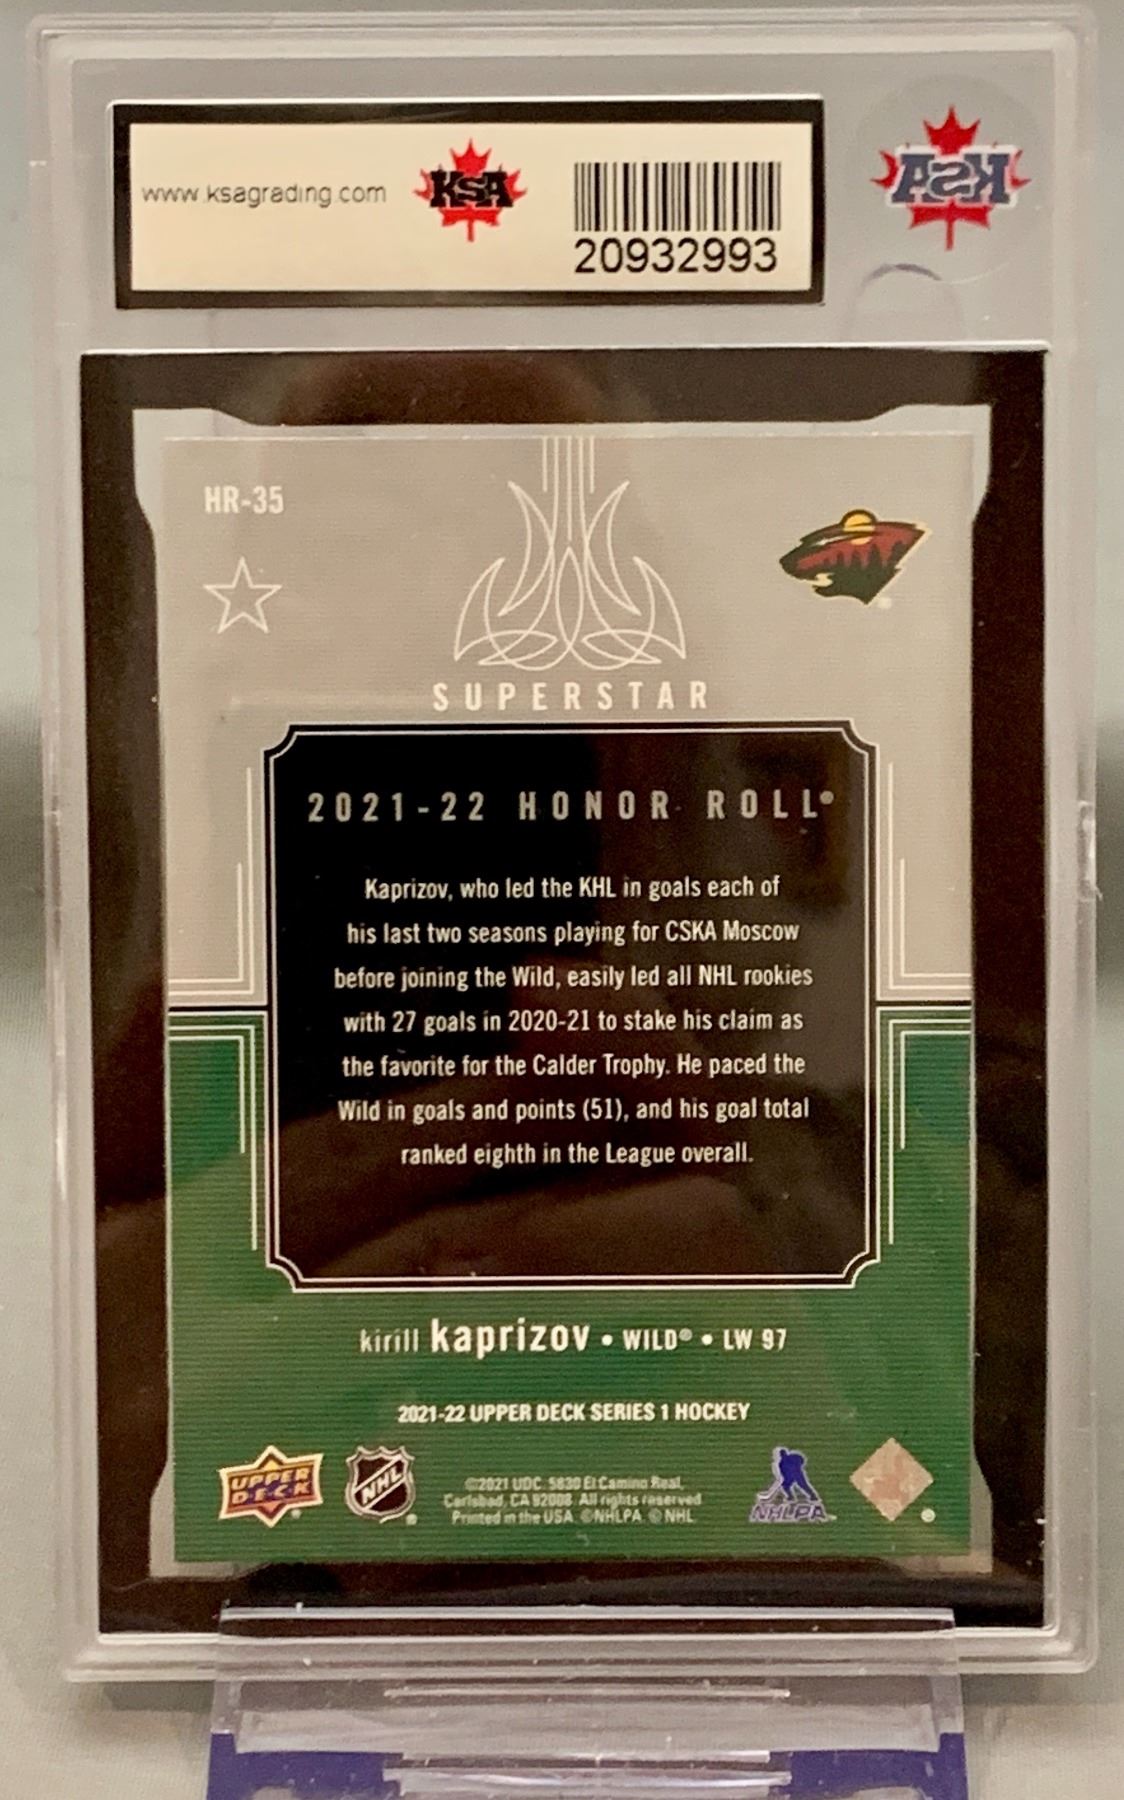 www.ksagrading.com
KSA
20932993
KSA
HR-35
SUPERSTAR
2021-22 HONOR ROLL®
Kaprizov, who led the KHL in goals each of
his last two seasons playing for CSKA Moscow
before joining the Wild, easily led all NHL rookies
with 27 goals in 2020-21 to stake his claim as
the favorite for the Calder Trophy. He paced the
Wild in goals and points (51), and his goal total
ranked eighth in the League overall.
kirill kaprizov • WILD® • LW 97
2021-22 UPPER DECK SERIES 1 HOCKEY
UPPER
D·E·C·K
NHL
©2021 UDC. 5830 El Camino Real,
Carlsbad, CA 92008. All rights reserved
Printed in the USA. ©NHLPA. © NHL
NHLPA